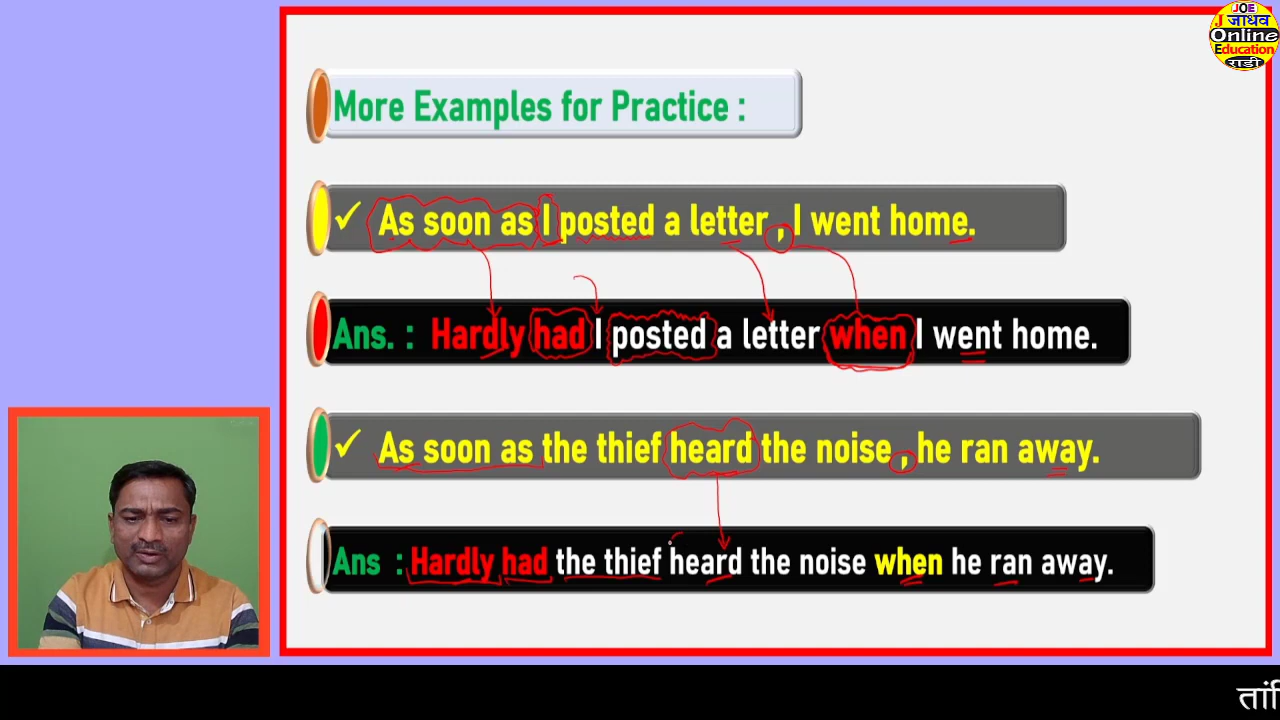 JOE
J जाधव
Online
Education
राडी
More Examples for Practice :
✓ As soon as I posted a letter , I went home.
Ans. : Hardly had I posted a letter when I went home.
✓ As soon as the thief heard the noise , he ran away.
Ans : Hardly had the thief heard the noise when he ran away.